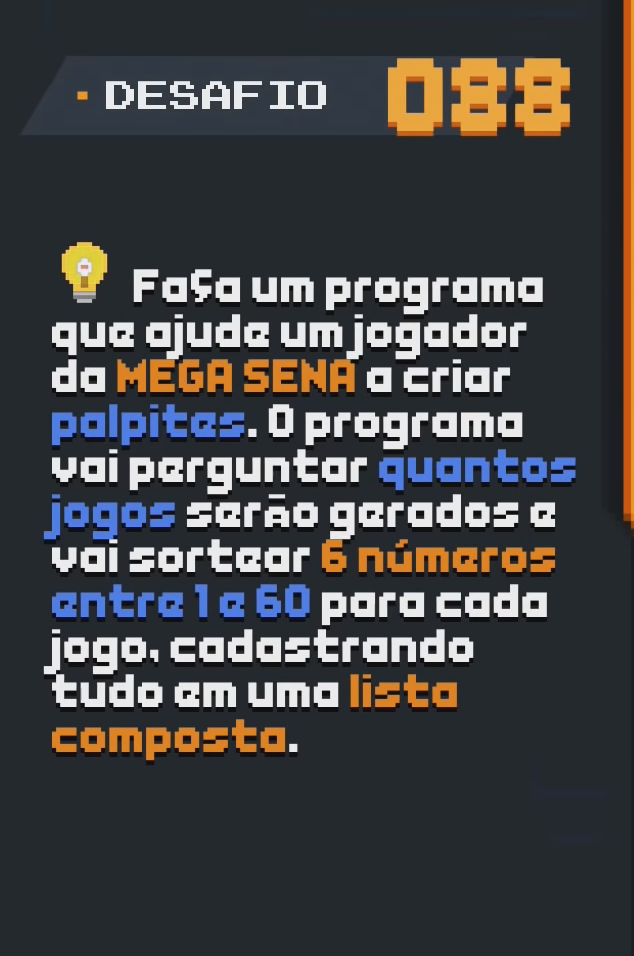 DESAFIO 088
Faça um programa
que ajude um jogador
da MEGA SENA a criar
palpites. O programa
vai perguntar quantos
jogos serão gerados e
vai sortear 6 números
entre 1 e 60 para cada
jogo, cadastrando
tudo em uma lista
composta.